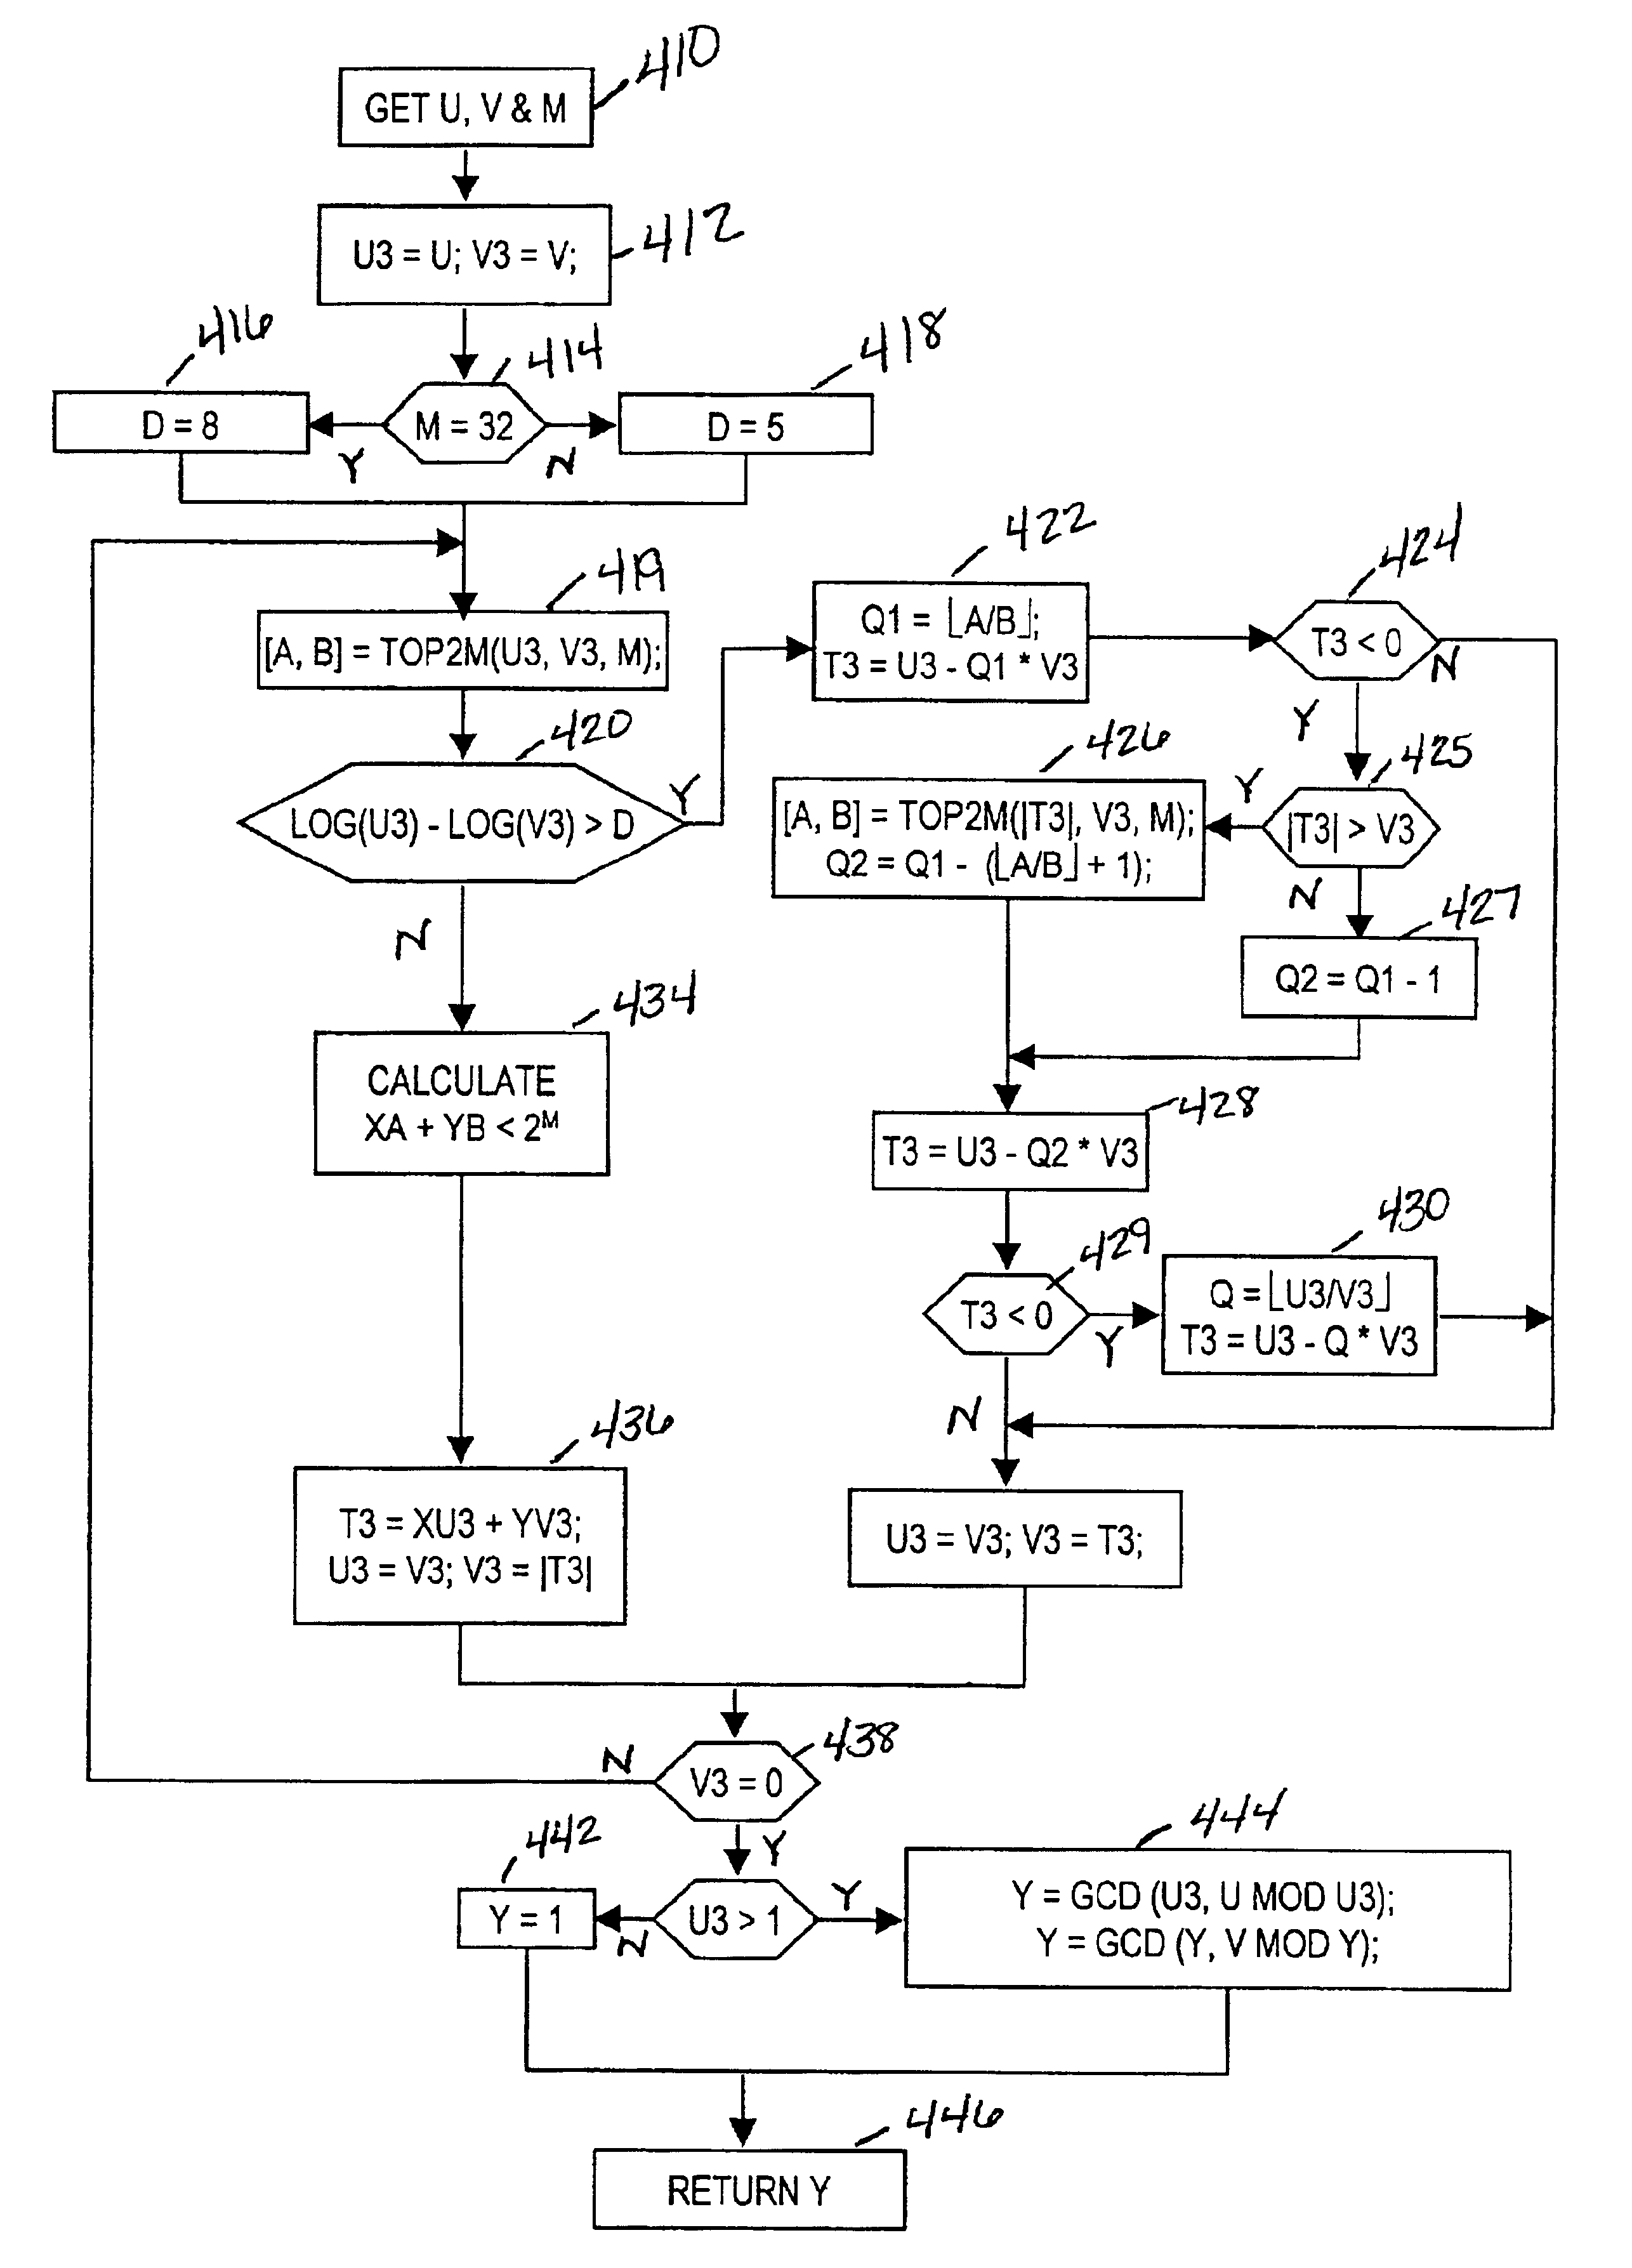 410
GET U, V & M
412
U3 = U; V3 = V;
416
414
418
D = 8
M = 32
D = 5
Y
N
419
[A, B] = TOP2M(U3, V3, M);
422
Q1 = ⌊A/B⌋;
T3 = U3 - Q1 * V3
424
T3 < 0
N
Y
420
LOG(U3) - LOG(V3) > D
Y
N
426
[A, B] = TOP2M(|T3|, V3, M);
Q2 = Q1 - (⌊A/B⌋ + 1);
425
Y
|T3| > V3
N
427
Q2 = Q1 - 1
434
CALCULATE
XA + YB < 2ᴹ
428
T3 = U3 - Q2 * V3
429
T3 < 0
Y
N
430
Q = ⌊U3/V3⌋
T3 = U3 - Q * V3
436
T3 = XU3 + YV3;
U3 = V3; V3 = |T3|
U3 = V3; V3 = T3;
438
N
V3 = 0
Y
442
Y = 1
N
U3 > 1
Y
444
Y = GCD (U3, U MOD U3);
Y = GCD (Y, V MOD Y);
446
RETURN Y